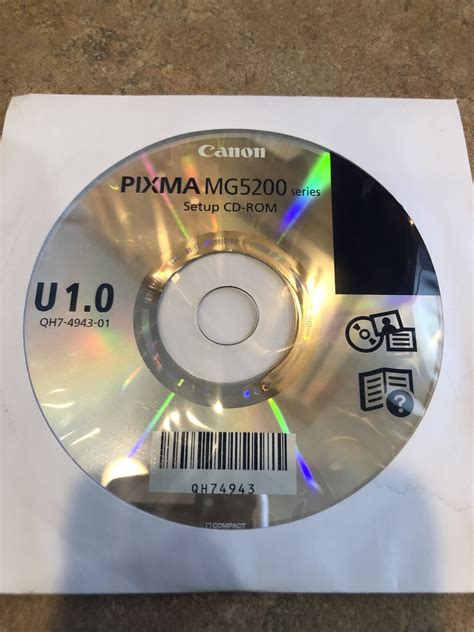 Canon
PIXMA MG5200 series
Setup CD-ROM
U 1.0
QH7-4943-01
?
QH74943
COMPACT